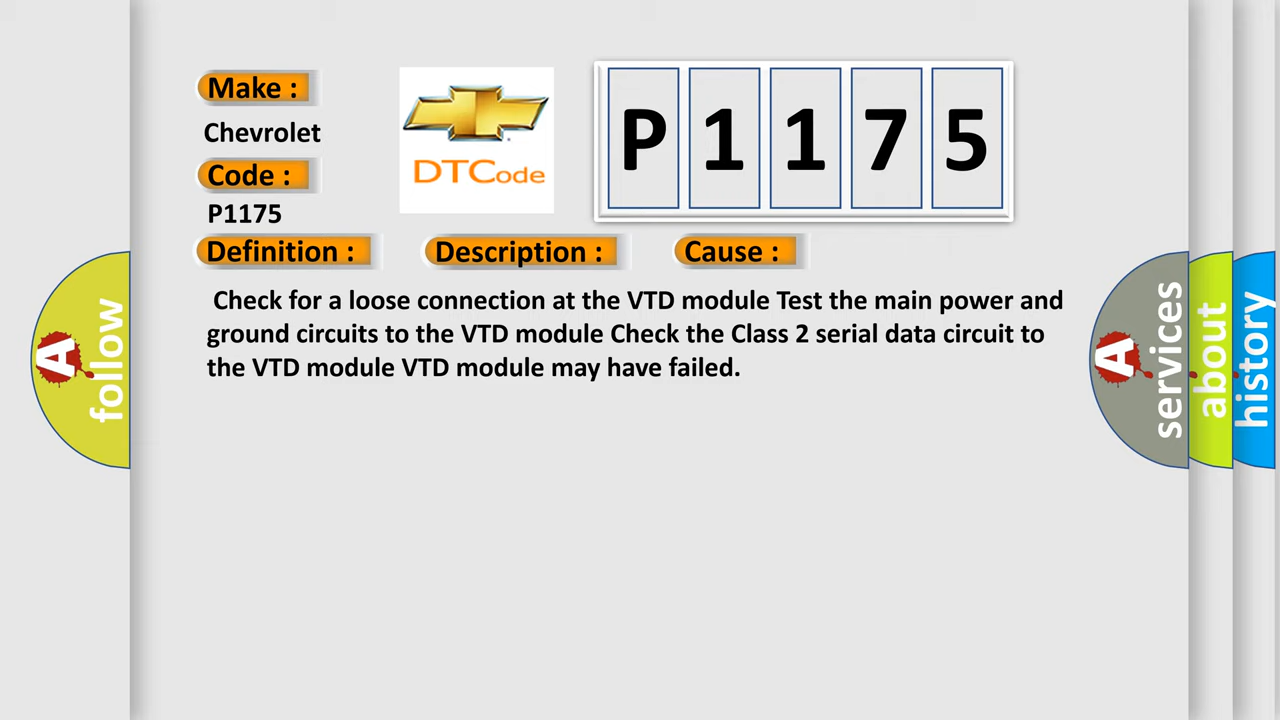 Make :
Chevrolet
Code :
P1175
DTCode
P 1 1 7 5
Definition :
Description :
Cause :
Check for a loose connection at the VTD module Test the main power and
ground circuits to the VTD module Check the Class 2 serial data circuit to
the VTD module VTD module may have failed.
A
follow
A
services
about
history